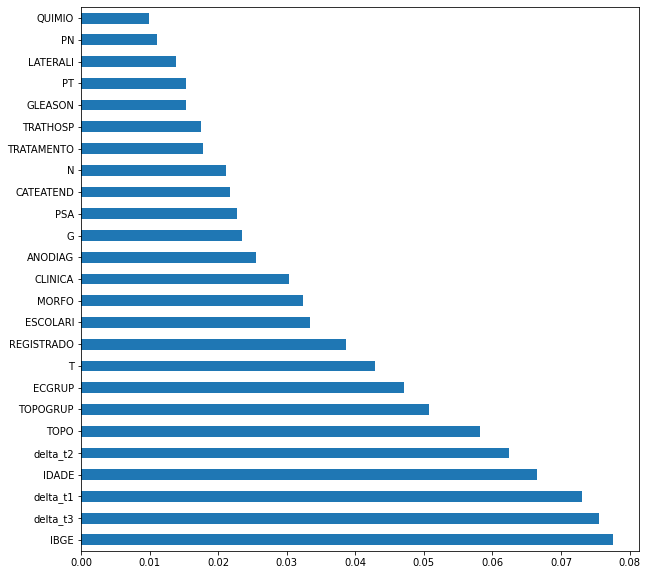 QUIMIO
PN
LATERALI
PT
GLEASON
TRATHOSP
TRATAMENTO
N
CATEATEND
PSA
G
ANODIAG
CLINICA
MORFO
ESCOLARI
REGISTRADO
T
ECGRUP
TOPOGRUP
TOPO
delta_t2
IDADE
delta_t1
delta_t3
IBGE
0.00 0.01 0.02 0.03 0.04 0.05 0.06 0.07 0.08